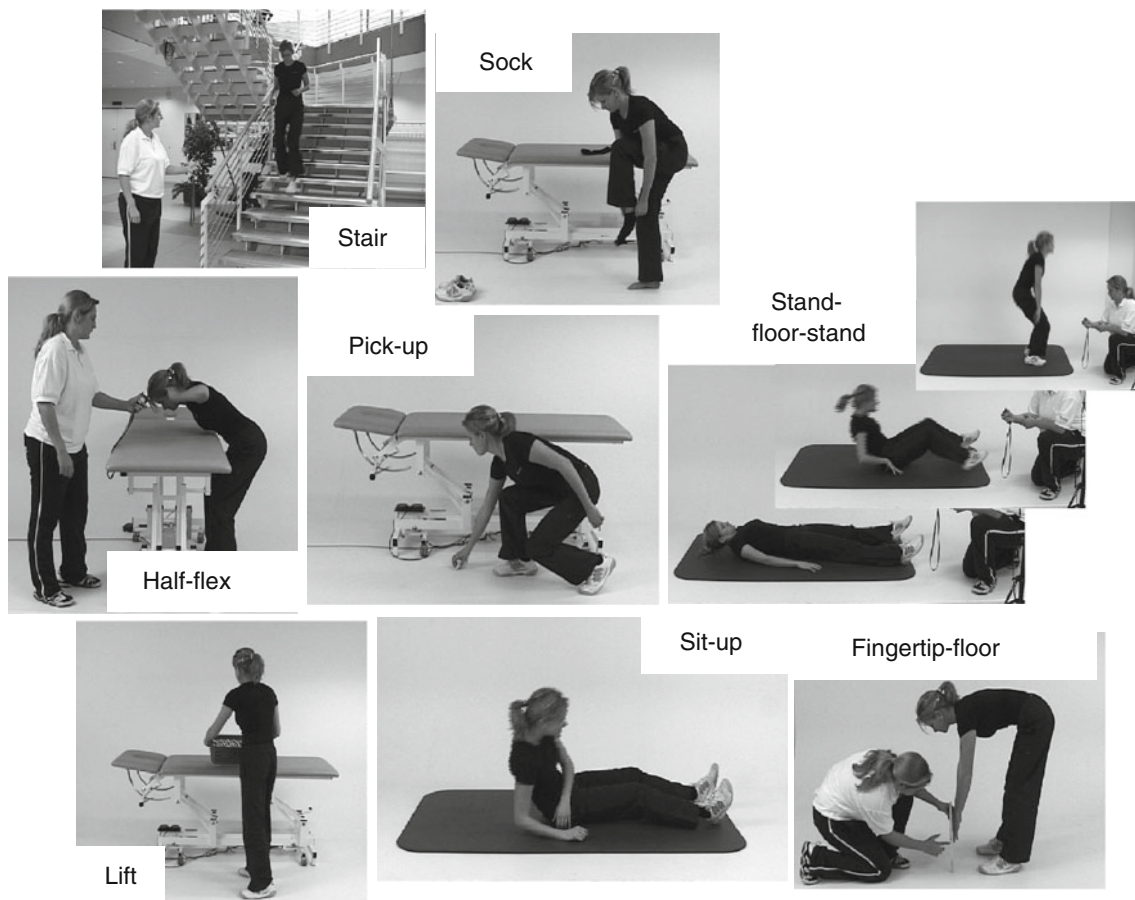 Stair
Sock
Stand-
floor-stand
Pick-up
Half-flex
Sit-up
Fingertip-floor
Lift